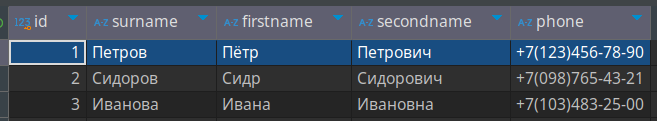 123 id A-Z surname A-Z firstname A-Z secondname A-Z phone
1 Петров Пётр Петрович +7(123)456-78-90
2 Сидоров Сидр Сидорович +7(098)765-43-21
3 Иванова Ивана Ивановна +7(103)483-25-00